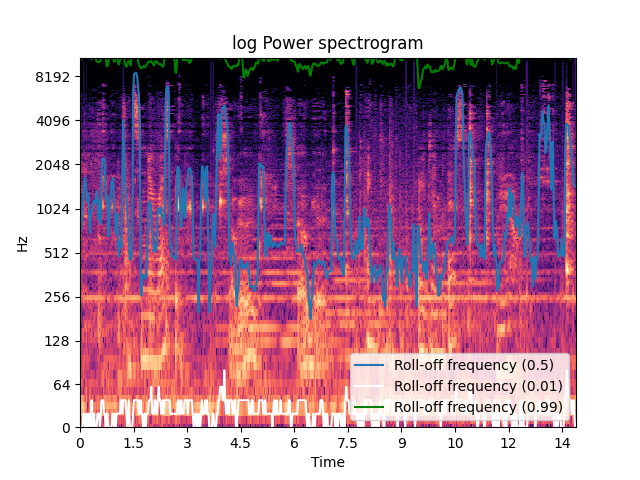 log Power spectrogram
8192
4096
2048
1024
512
256
128
64
0
Hz
Roll-off frequency (0.5)
Roll-off frequency (0.01)
Roll-off frequency (0.99)
0 1.5 3 4.5 6 7.5 9 10 12 14
Time